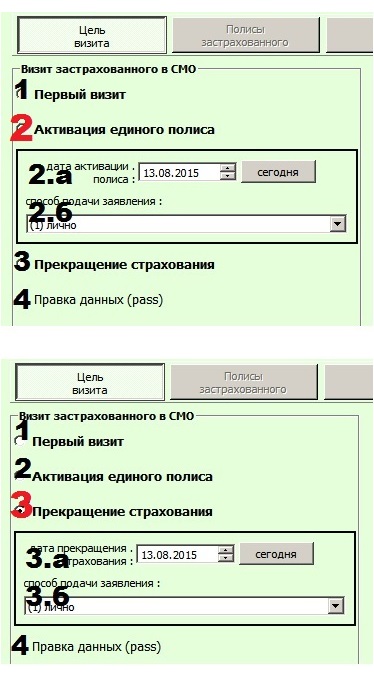 Цель
визита
Полисы
застрахованного
Визит застрахованного в СМО
1 Первый визит
2 Активация единого полиса
2.а дата активации
полиса : 13.08.2015 сегодня
способ подачи заявления :
2.б (1) лично
3 Прекращение страхования
4 Правка данных (pass)
Цель
визита
Полисы
застрахованного
Визит застрахованного в СМО
1 Первый визит
2 Активация единого полиса
3 Прекращение страхования
3.а дата прекращения
страхования : 13.08.2015 сегодня
способ подачи заявления :
3.б (1) лично
4 Правка данных (pass)